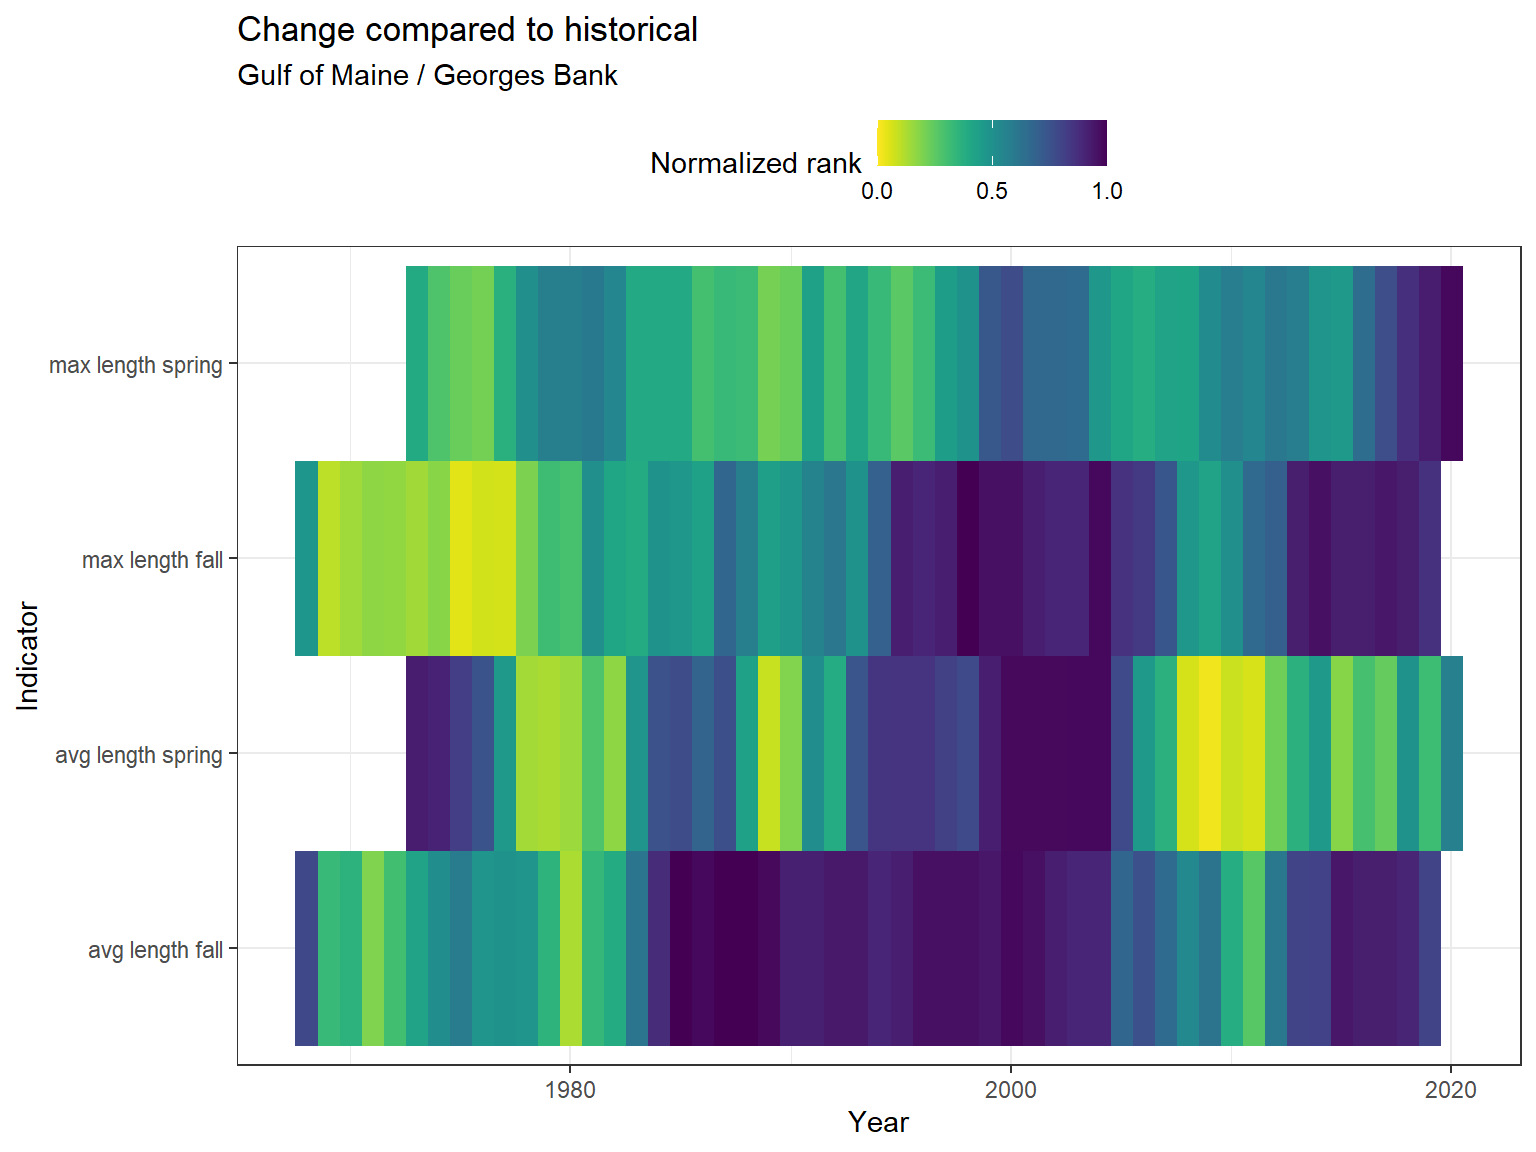 Change compared to historical
Gulf of Maine / Georges Bank
Normalized rank
0.0 0.5 1.0
max length spring
max length fall
avg length spring
avg length fall
Indicator
1980 2000 2020
Year